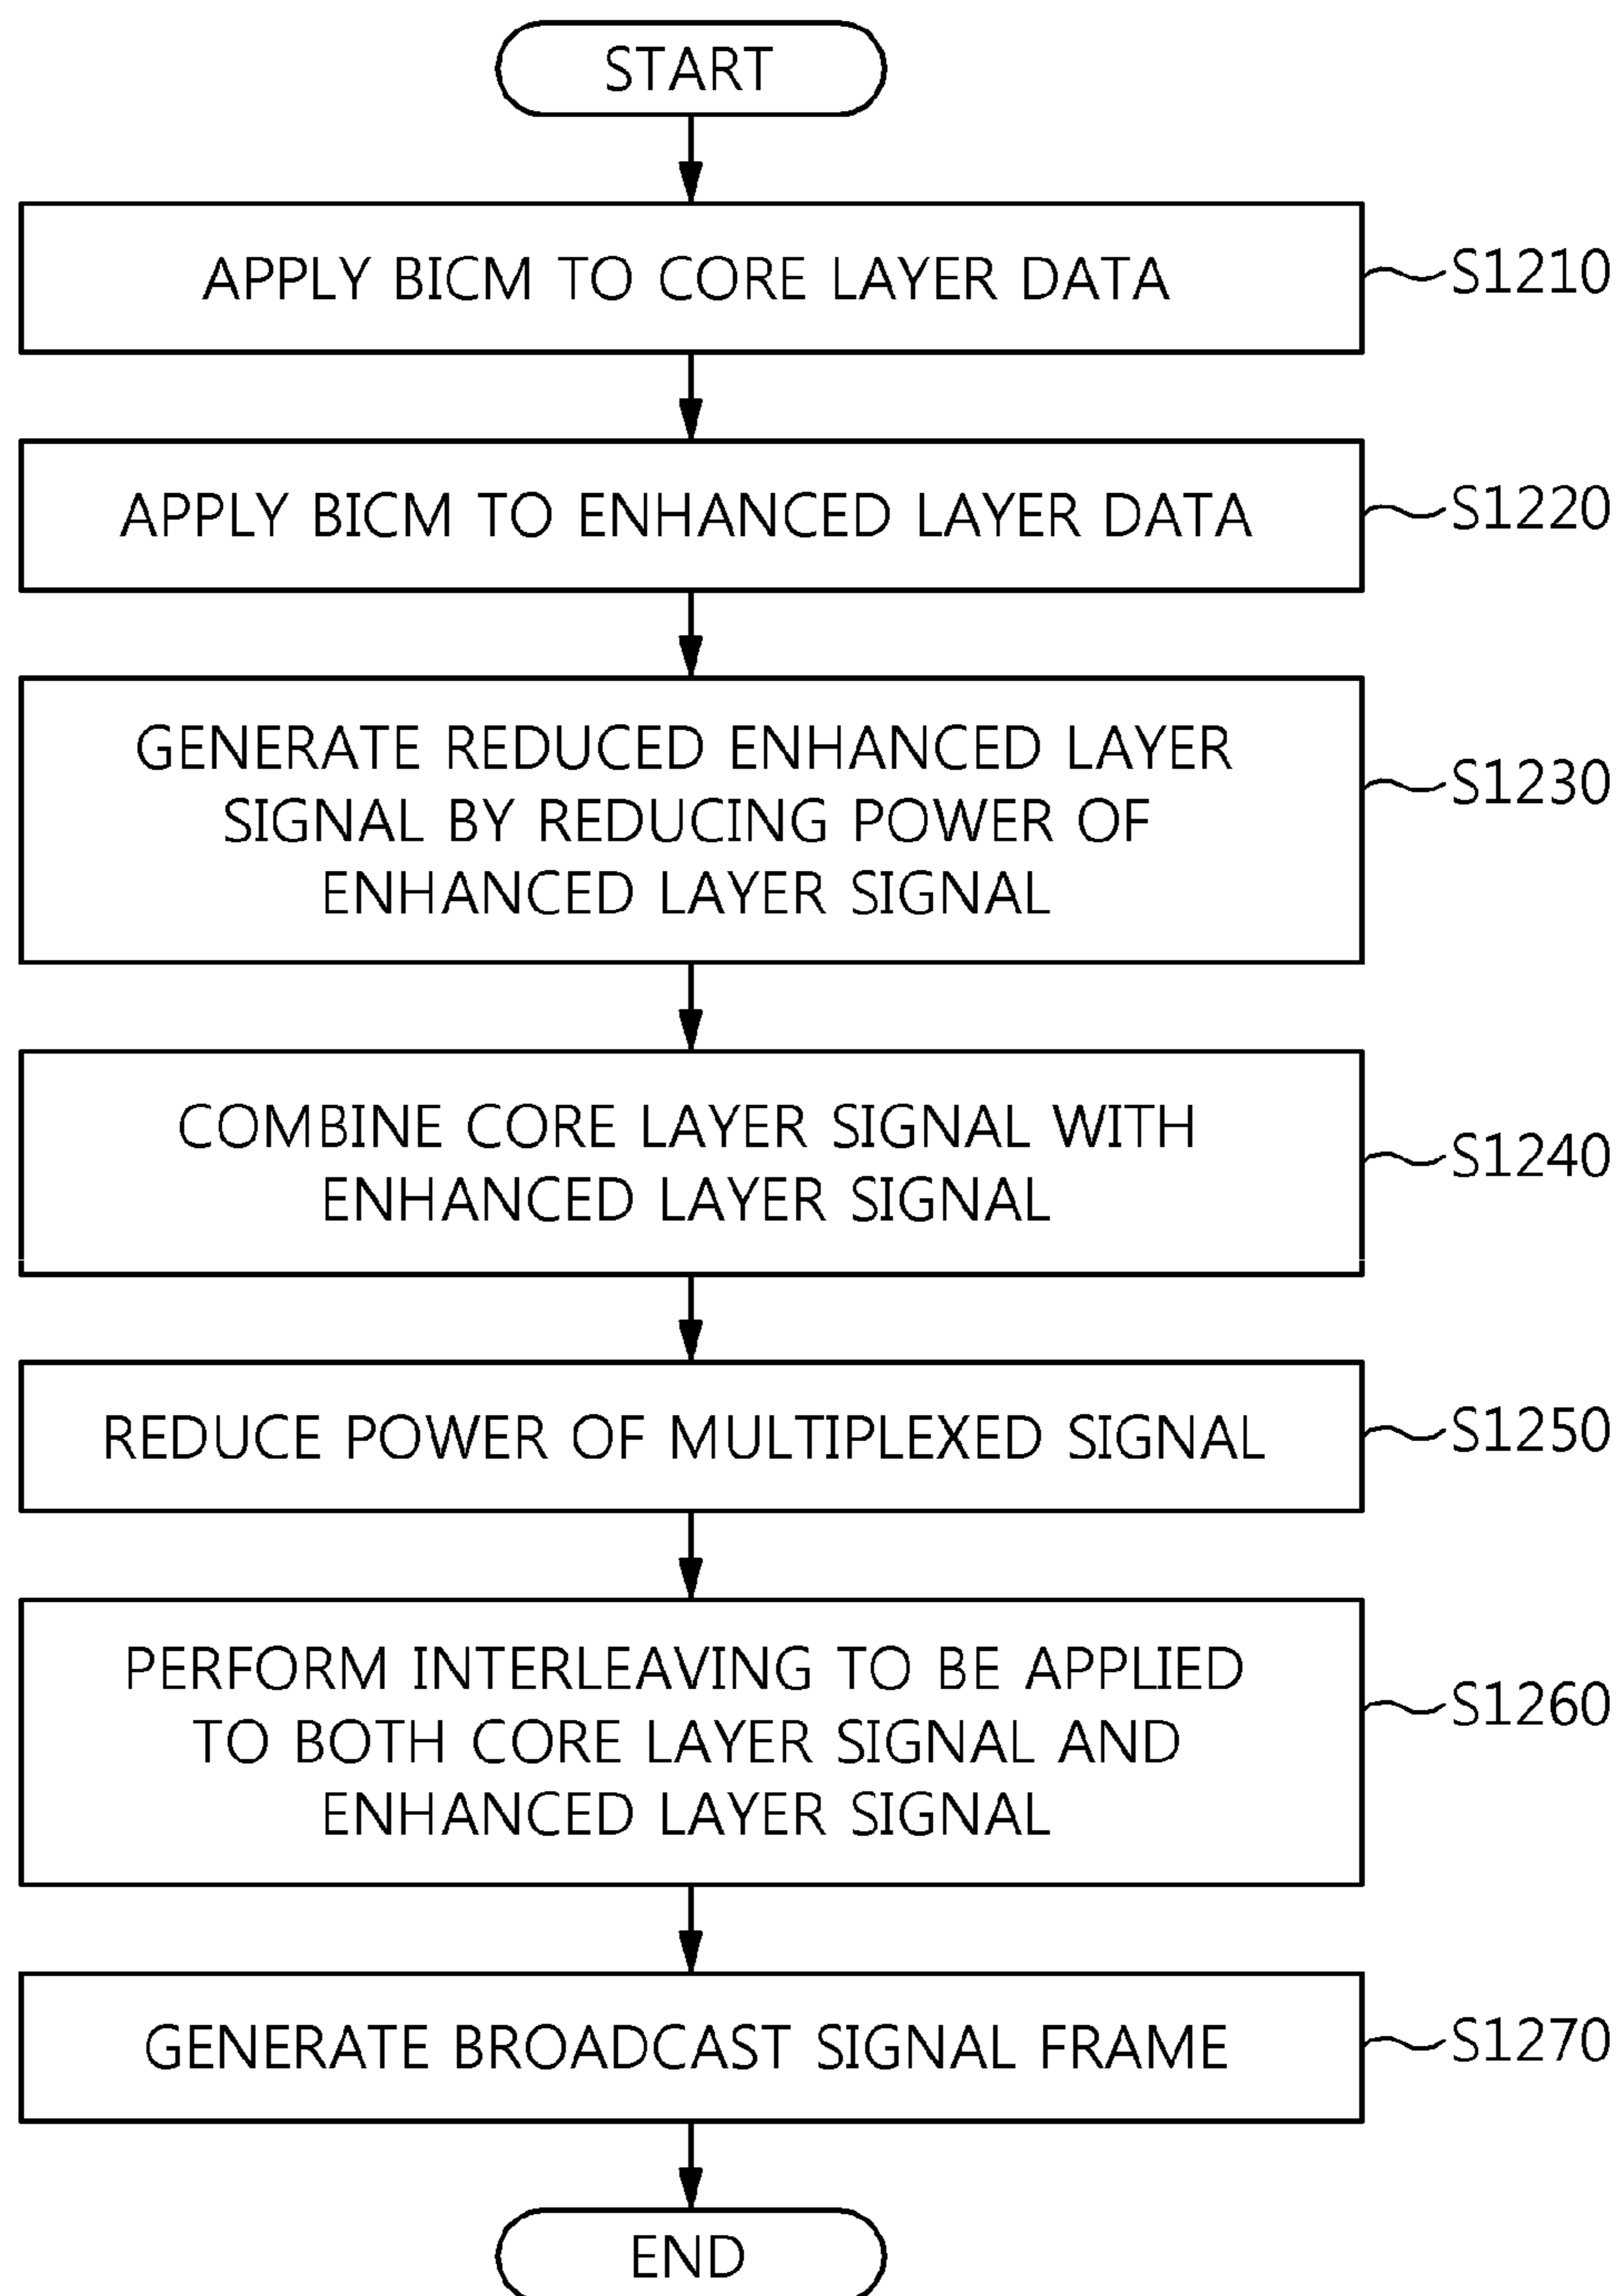 START
APPLY BICM TO CORE LAYER DATA
S1210
APPLY BICM TO ENHANCED LAYER DATA
S1220
GENERATE REDUCED ENHANCED LAYER
SIGNAL BY REDUCING POWER OF
ENHANCED LAYER SIGNAL
S1230
COMBINE CORE LAYER SIGNAL WITH
ENHANCED LAYER SIGNAL
S1240
REDUCE POWER OF MULTIPLEXED SIGNAL
S1250
PERFORM INTERLEAVING TO BE APPLIED
TO BOTH CORE LAYER SIGNAL AND
ENHANCED LAYER SIGNAL
S1260
GENERATE BROADCAST SIGNAL FRAME
S1270
END